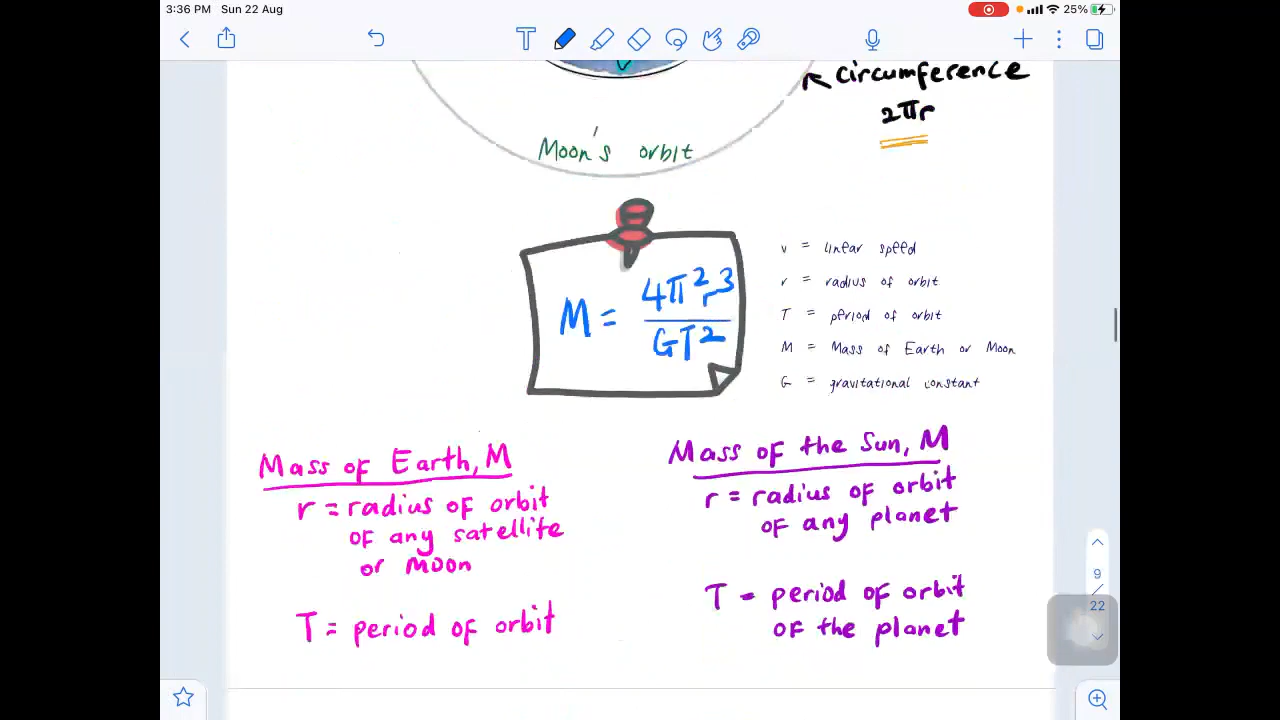 3:36 PM Sun 22 Aug
25%
T
circumference
2πr
Moon's orbit
M = 4π²r³
GT²
v = linear speed
r = radius of orbit
T = period of orbit
M = Mass of Earth or Moon
G = gravitational constant
Mass of Earth, M
r = radius of orbit
of any satellite
or Moon
T = period of orbit
Mass of the Sun, M
r = radius of orbit
of any planet
T = period of orbit
of the planet
9
/
22